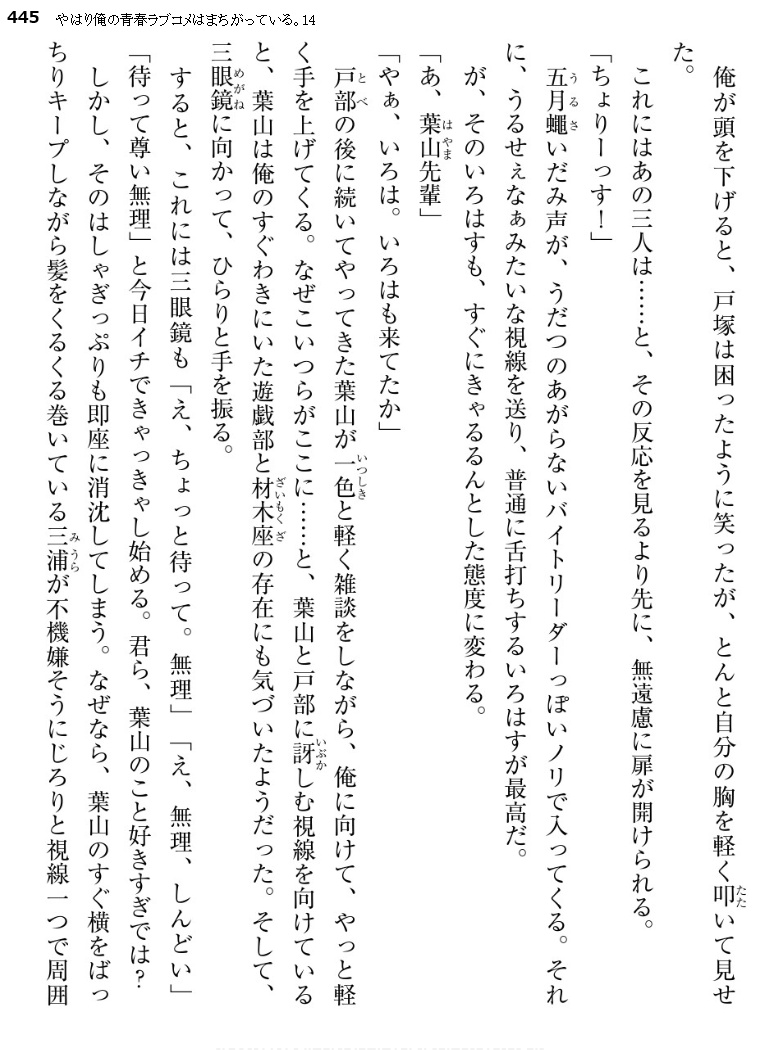 445 やはり俺の青春ラブコメはまちがっている。14
俺が頭を下げると、戸塚は困ったように笑ったが、とんと自分の胸を軽く叩いて見せ
た。
これにはあの三人は……と、その反応を見るより先に、無遠慮に扉が開けられる。
「ちょりーっす！」
五月蠅いだみ声が、うだつのあがらないバイトリーダーっぽいノリで入ってくる。それ
に、うるせぇなぁみたいな視線を送り、普通に舌打ちするいろはすが最高だ。
が、そのいろはすも、すぐにきゃるるんとした態度に変わる。
「あ、葉山先輩」
「やぁ、いろは。いろはも来てたか」
戸部の後に続いてやってきた葉山が一色と軽く雑談をしながら、俺に向けて、やっと軽
く手を上げてくる。なぜこいつらがここに……と、葉山と戸部に訝しむ視線を向けている
と、葉山は俺のすぐわきにいた遊戯部と材木座の存在にも気づいたようだった。そして、
三眼鏡に向かって、ひらりと手を振る。
すると、これには三眼鏡も「え、ちょっと待って。無理」「え、無理、しんどい」
「待って尊い無理」と今日イチできゃっきゃし始める。君ら、葉山のこと好きすぎでは？
しかし、そのはしゃぎっぷりも即座に消沈してしまう。なぜなら、葉山のすぐ横をばっ
ちりキープしながら髪をくるくる巻いている三浦が不機嫌そうにじろりと視線一つで周囲